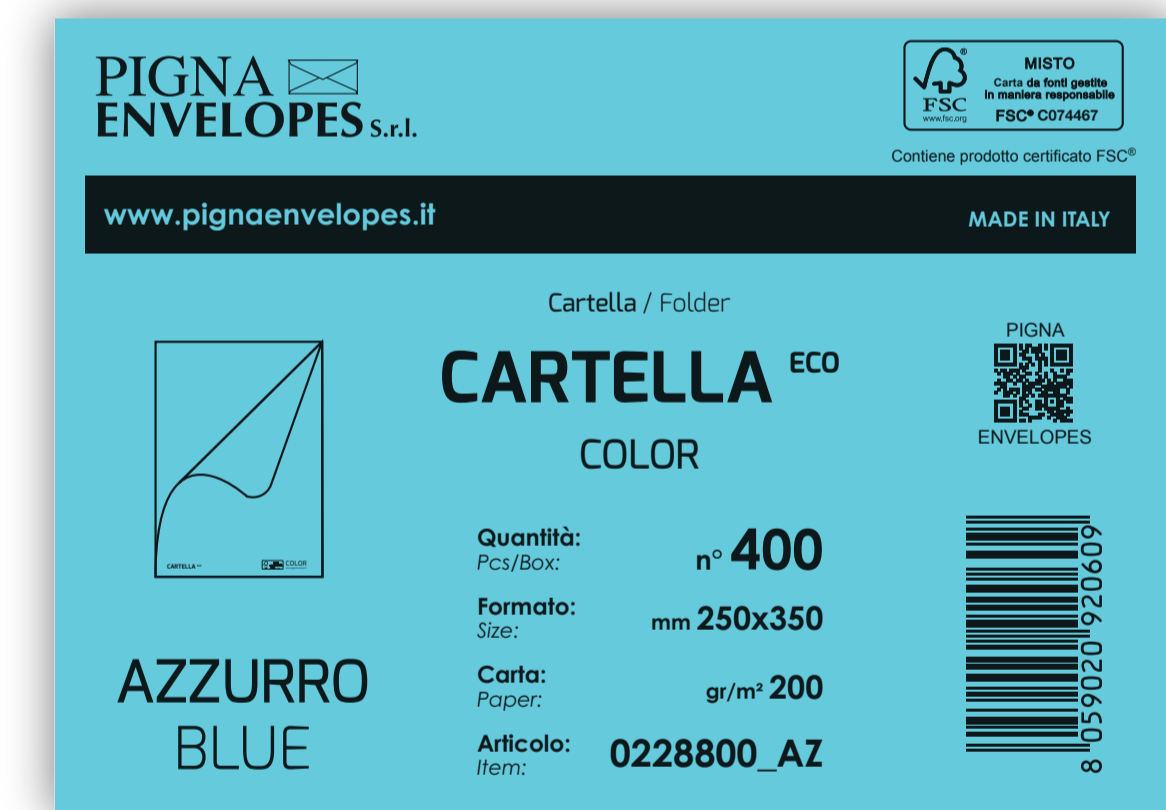 PIGNA
ENVELOPES S.r.l.
FSC®
www.fsc.org
MISTO
Carta da fonti gestite
in maniera responsabile
FSC® C074467
Contiene prodotto certificato FSC®
www.pignaenvelopes.it
MADE IN ITALY
Cartella / Folder
CARTELLA ECO
COLOR
PIGNA
ENVELOPES
CARTELLA ECO
COLOR
AZZURRO
BLUE
Quantità: n° 400
Pcs/Box:
Formato: mm 250x350
Size:
Carta: gr/m² 200
Paper:
Articolo: 0228800_AZ
Item:
8 059020 920609